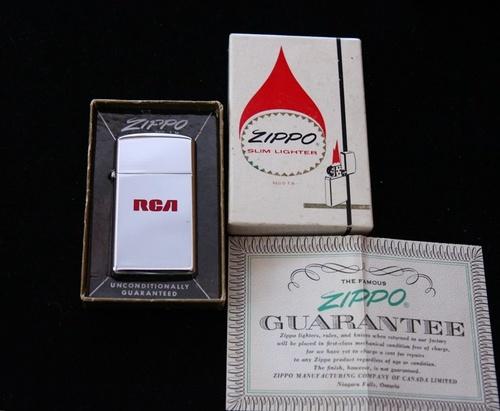 ZIPPO
RCA
UNCONDITIONALLY
GUARANTEED
ZIPPO
SLIM LIGHTER
THE FAMOUS
ZIPPO
GUARANTEE
Zippo lighters, rules, and knives when returned to our factory
will be placed in first-class mechanical condition free of charge,
for we have yet to charge a cent for repairs
to any Zippo product regardless of age or condition.
The finish, however, is not guaranteed.
ZIPPO MANUFACTURING COMPANY OF CANADA LIMITED
Niagara Falls, Ontario